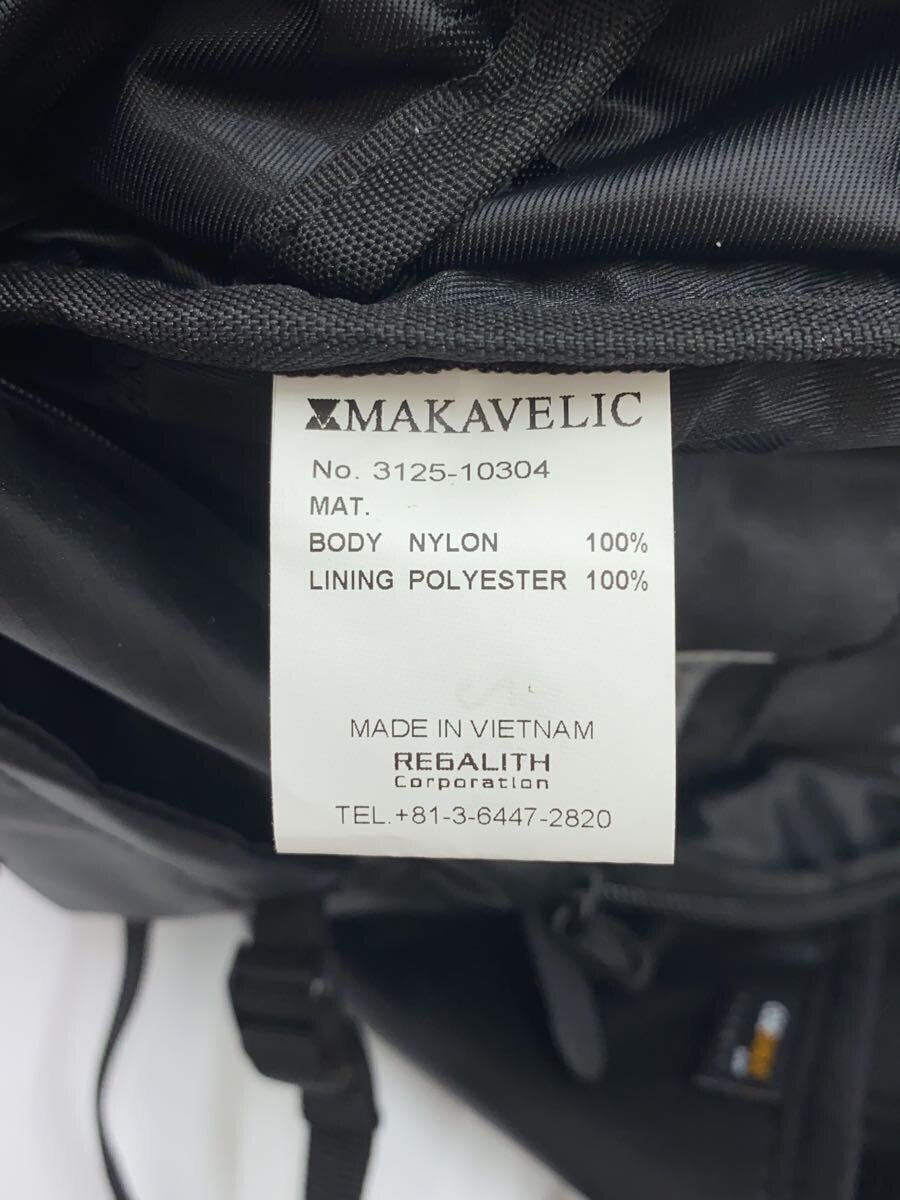 MAKAVELIC
No. 3125-10304
MAT.
BODY NYLON 100%
LINING POLYESTER 100%
MADE IN VIETNAM
REGALITH
Corporation
TEL.+81-3-6447-2820